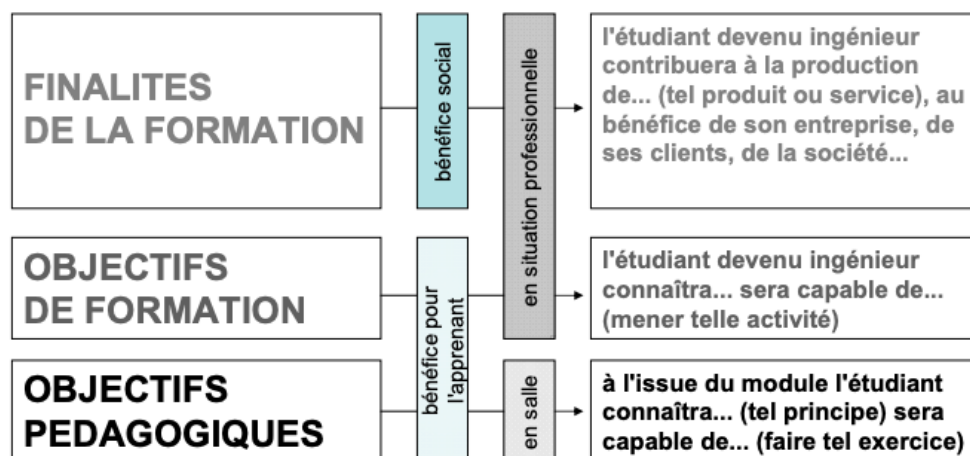 FINALITES
DE LA FORMATION
bénéfice social
en situation professionnelle
l'étudiant devenu ingénieur
contribuera à la production
de... (tel produit ou service), au
bénéfice de son entreprise, de
ses clients, de la société...
OBJECTIFS
DE FORMATION
bénéfice pour
l'apprenant
l'étudiant devenu ingénieur
connaîtra... sera capable de...
(mener telle activité)
OBJECTIFS
PEDAGOGIQUES
en salle
à l'issue du module l'étudiant
connaîtra... (tel principe) sera
capable de... (faire tel exercice)